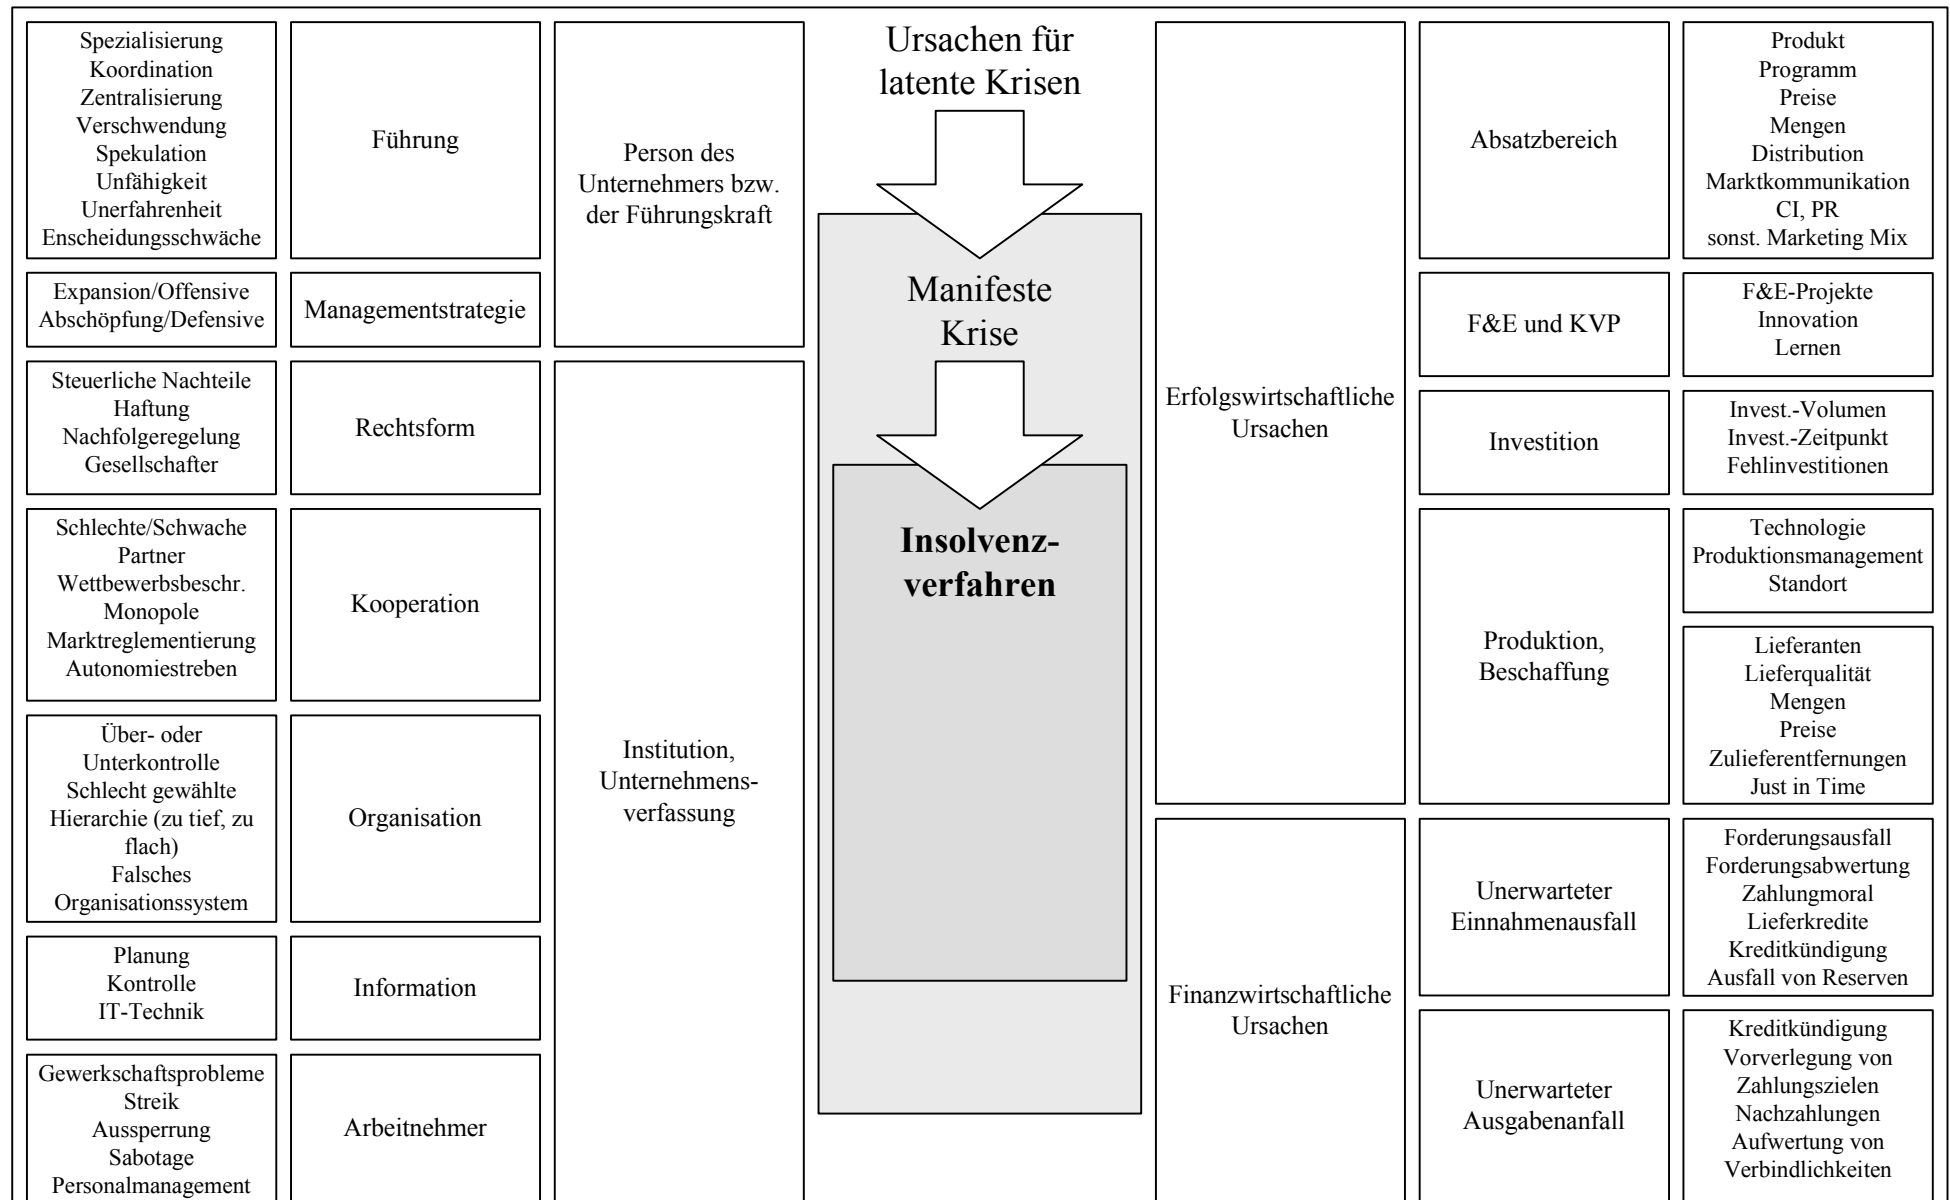 Spezialisierung
Koordination
Zentralisierung
Verschwendung
Spekulation
Unfähigkeit
Unerfahrenheit
Enscheidungsschwäche
Führung
Person des
Unternehmers bzw.
der Führungskraft
Expansion/Offensive
Abschöpfung/Defensive
Managementstrategie
Steuerliche Nachteile
Haftung
Nachfolgeregelung
Gesellschafter
Rechtsform
Schlechte/Schwache
Partner
Wettbewerbsbeschr.
Monopole
Marktreglementierung
Autonomiestreben
Kooperation
Über- oder
Unterkontrolle
Schlecht gewählte
Hierarchie (zu tief, zu
flach)
Falsches
Organisationssystem
Organisation
Institution,
Unternehmens-
verfassung
Planung
Kontrolle
IT-Technik
Information
Gewerkschaftsprobleme
Streik
Aussperrung
Sabotage
Personalmanagement
Arbeitnehmer
Ursachen für
latente Krisen
Manifeste
Krise
Insolvenz-
verfahren
Erfolgswirtschaftliche
Ursachen
Absatzbereich
Produkt
Programm
Preise
Mengen
Distribution
Marktkommunikation
CI, PR
sonst. Marketing Mix
F&E und KVP
F&E-Projekte
Innovation
Lernen
Investition
Invest.-Volumen
Invest.-Zeitpunkt
Fehlinvestitionen
Produktion,
Beschaffung
Technologie
Produktionsmanagement
Standort
Lieferanten
Lieferqualität
Mengen
Preise
Zulieferentfernungen
Just in Time
Finanzwirtschaftliche
Ursachen
Unerwarteter
Einnahmenausfall
Forderungsausfall
Forderungsabwertung
Zahlungmoral
Lieferkredite
Kreditkündigung
Ausfall von Reserven
Unerwarteter
Ausgabenanfall
Kreditkündigung
Vorverlegung von
Zahlungszielen
Nachzahlungen
Aufwertung von
Verbindlichkeiten